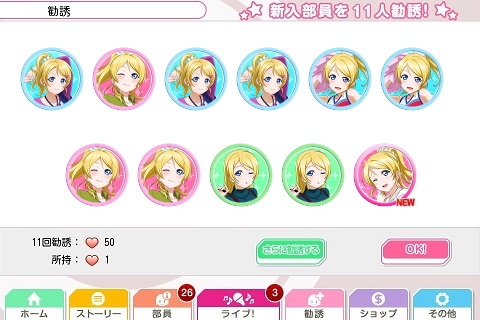 勧誘
新入部員を11人勧誘!
NEW
11回勧誘: 50
所持: 1
さらに勧誘する
OK!
26
3
ホーム
ストーリー
部員
ライブ!
勧誘
ショップ
その他